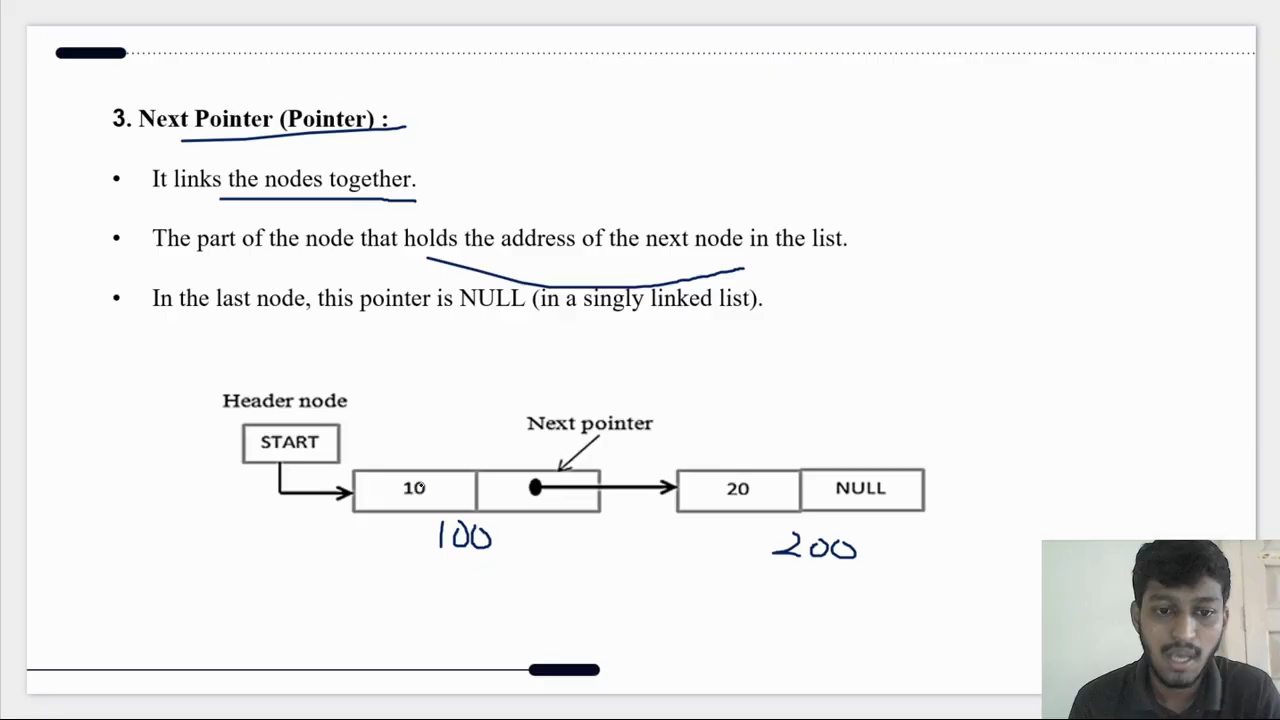 3. Next Pointer (Pointer) :
• It links the nodes together.
• The part of the node that holds the address of the next node in the list.
• In the last node, this pointer is NULL (in a singly linked list).
Header node
START
Next pointer
10
20 NULL
100
200